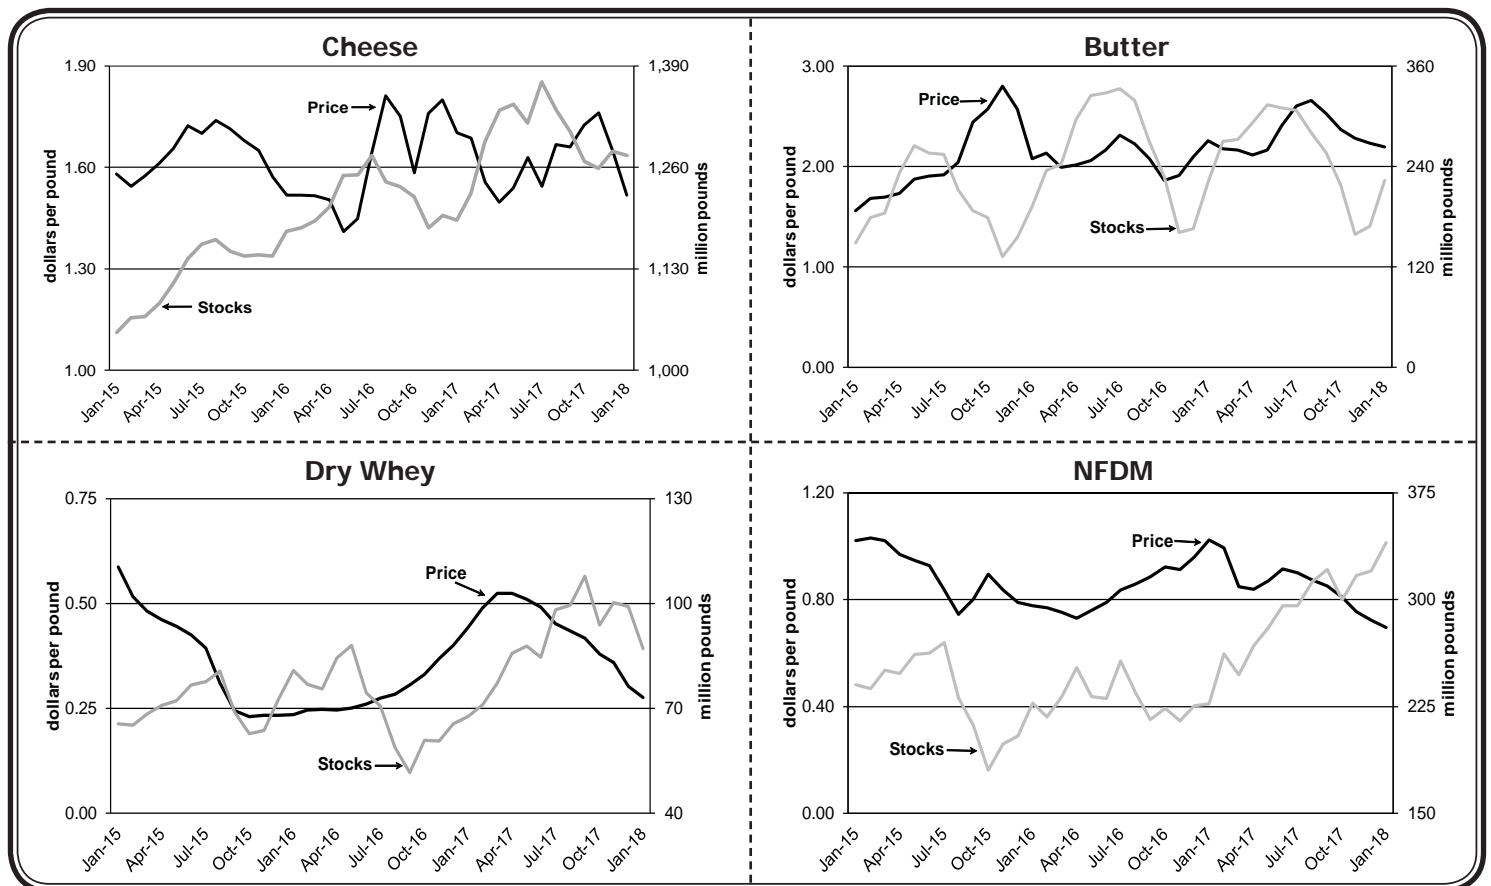 Cheese
1.90
1.60
1.30
1.00
1,390
1,260
1,130
1,000
dollars per pound
million pounds
Price
Stocks
Jan-15
Apr-15
Jul-15
Oct-15
Jan-16
Apr-16
Jul-16
Oct-16
Jan-17
Apr-17
Jul-17
Oct-17
Jan-18
Butter
3.00
2.00
1.00
0.00
360
240
120
0
dollars per pound
million pounds
Price
Stocks
Jan-15
Apr-15
Jul-15
Oct-15
Jan-16
Apr-16
Jul-16
Oct-16
Jan-17
Apr-17
Jul-17
Oct-17
Jan-18
Dry Whey
0.75
0.50
0.25
0.00
130
100
70
40
dollars per pound
million pounds
Price
Stocks
Jan-15
Apr-15
Jul-15
Oct-15
Jan-16
Apr-16
Jul-16
Oct-16
Jan-17
Apr-17
Jul-17
Oct-17
Jan-18
NFDM
1.20
0.80
0.40
0.00
375
300
225
150
dollars per pound
million pounds
Price
Stocks
Jan-15
Apr-15
Jul-15
Oct-15
Jan-16
Apr-16
Jul-16
Oct-16
Jan-17
Apr-17
Jul-17
Oct-17
Jan-18